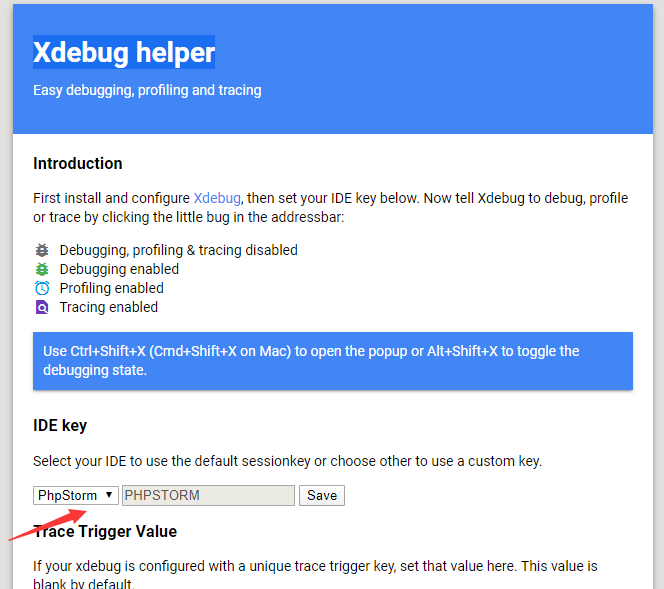 Xdebug helper
Easy debugging, profiling and tracing
Introduction
First install and configure Xdebug, then set your IDE key below. Now tell Xdebug to debug, profile
or trace by clicking the little bug in the addressbar:
Debugging, profiling & tracing disabled
Debugging enabled
Profiling enabled
Tracing enabled
Use Ctrl+Shift+X (Cmd+Shift+X on Mac) to open the popup or Alt+Shift+X to toggle the
debugging state.
IDE key
Select your IDE to use the default sessionkey or choose other to use a custom key.
PhpStorm PHPSTORM Save
Trace Trigger Value
If your xdebug is configured with a unique trace trigger key, set that value here. This value is
blank by default.